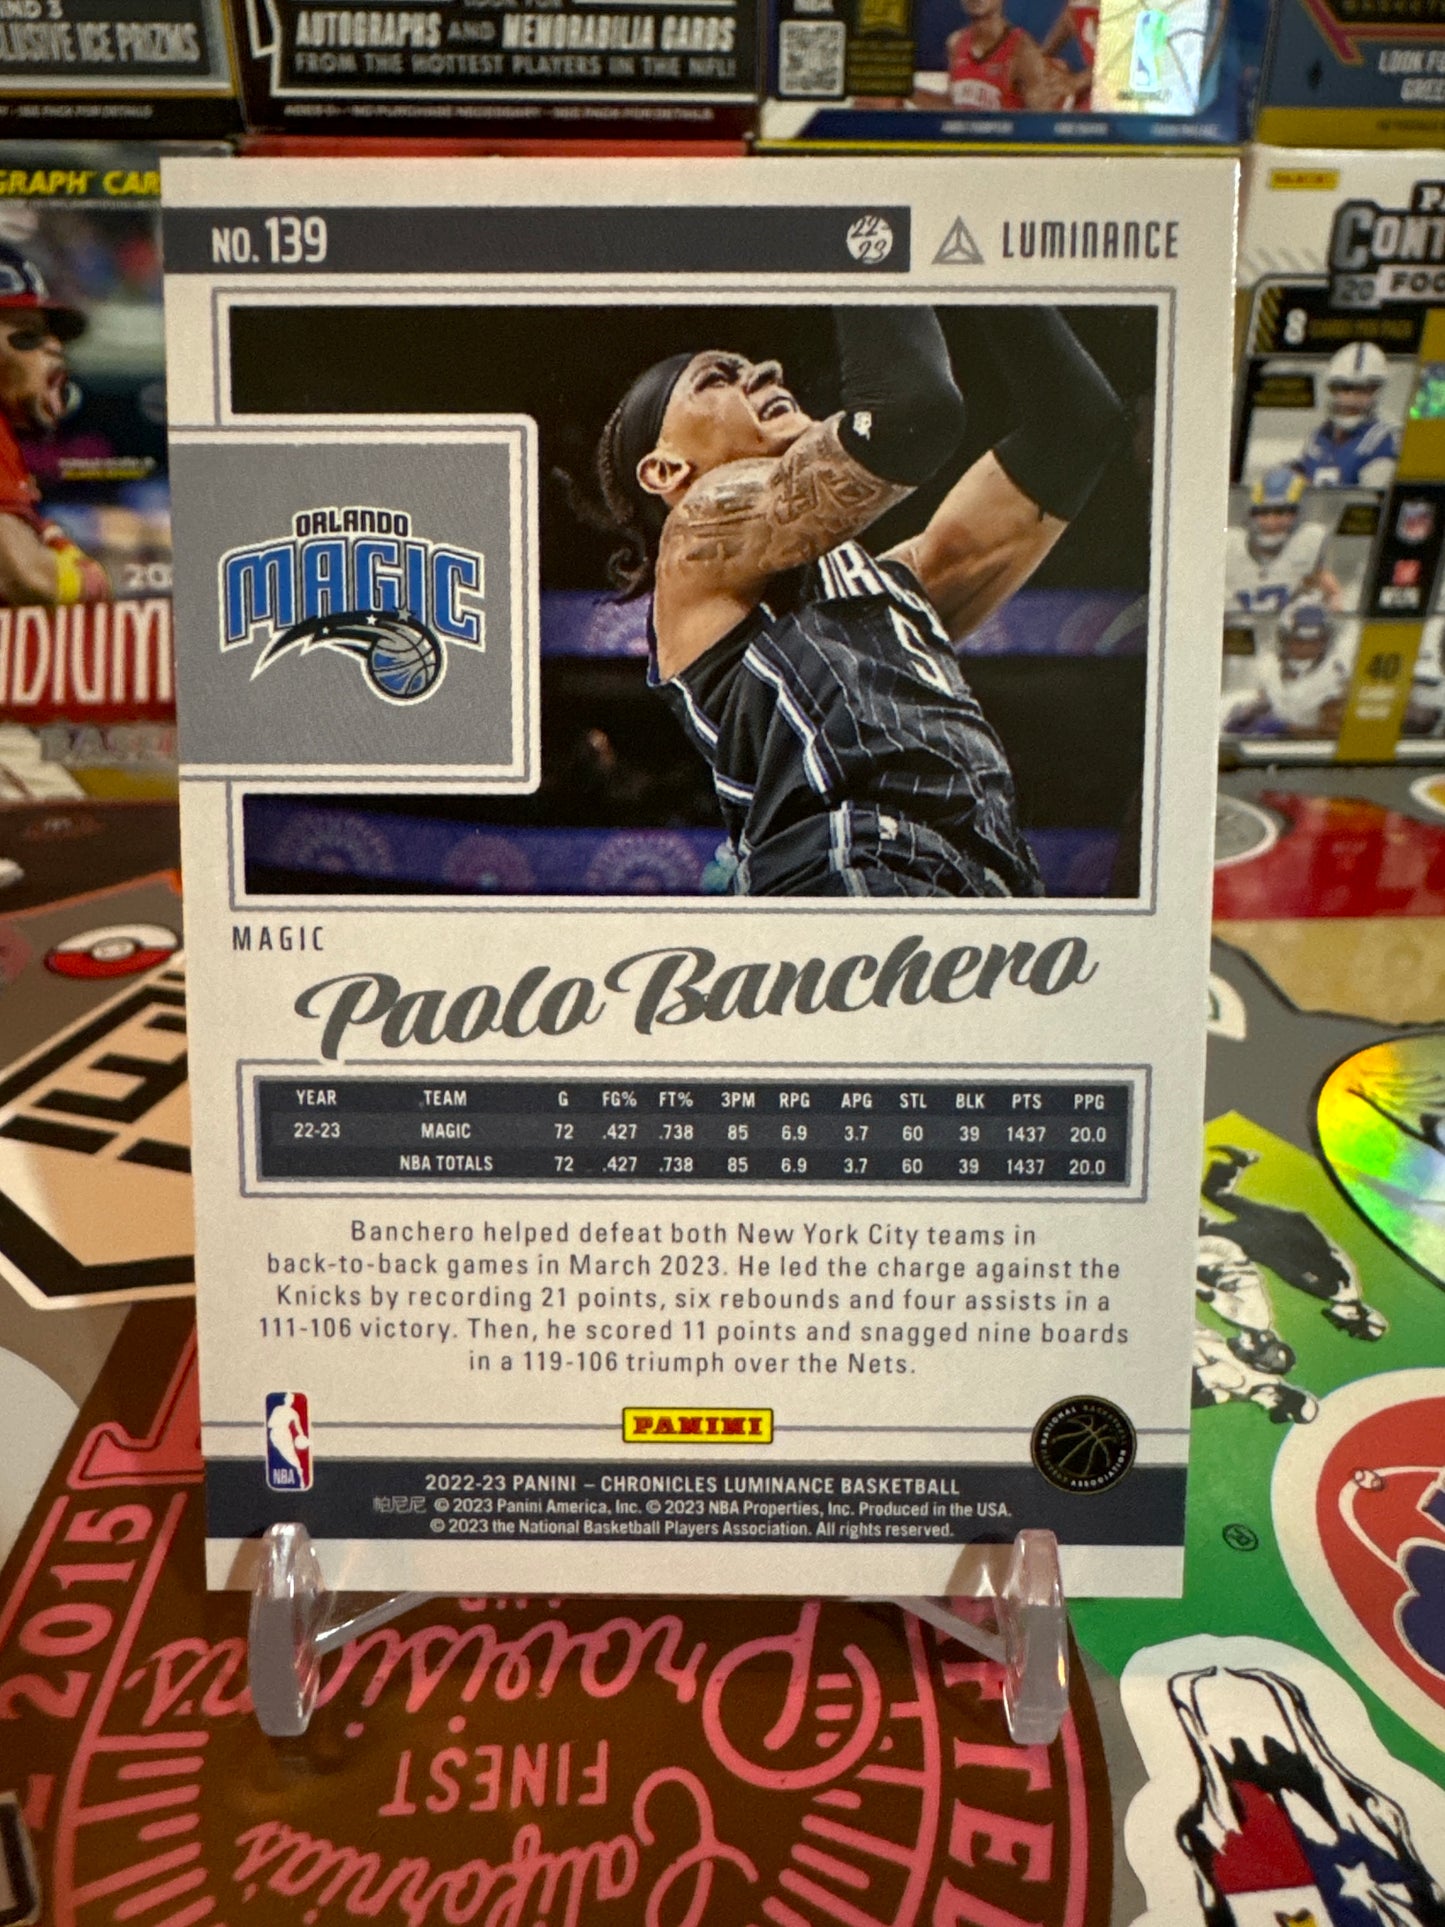 AUTOGRAPHS AND MEMORABILIA CARDS
FROM THE HOTTEST PLAYERS IN THE NFL!
NO. 139
22-23
LUMINANCE
ORLANDO
MAGIC
MAGIC
Paolo Banchero
YEAR TEAM G FG% FT% 3PM RPG APG STL BLK PTS PPG
22-23 MAGIC 72 .427 .738 85 6.9 3.7 60 39 1437 20.0
NBA TOTALS 72 .427 .738 85 6.9 3.7 60 39 1437 20.0
Banchero helped defeat both New York City teams in
back-to-back games in March 2023. He led the charge against the
Knicks by recording 21 points, six rebounds and four assists in a
111-106 victory. Then, he scored 11 points and snagged nine boards
in a 119-106 triumph over the Nets.
NBA
PANINI
NATIONAL BASKETBALL PLAYERS ASSOCIATION
2022-23 PANINI – CHRONICLES LUMINANCE BASKETBALL
帕尼尼 © 2023 Panini America, Inc. © 2023 NBA Properties, Inc. Produced in the USA.
© 2023 the National Basketball Players Association. All rights reserved.
2015
Provisions
FINEST
California's